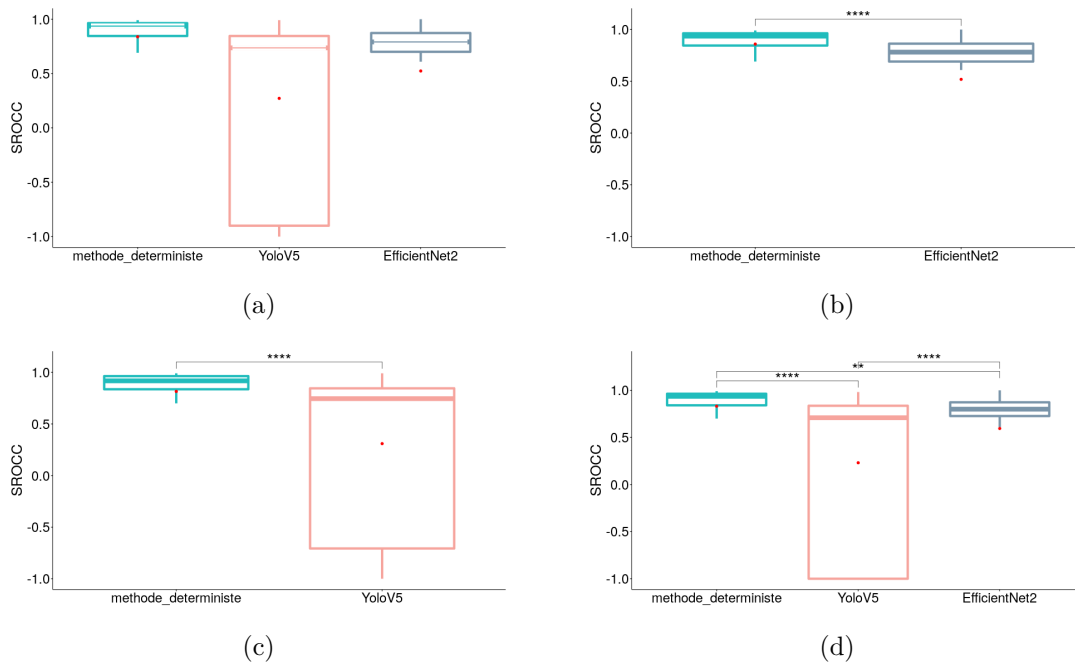 1.0
0.5
0.0
-0.5
-1.0
SROCC
methode_deterministe YoloV5 EfficientNet2
(a)
****
1.0
0.5
0.0
-0.5
-1.0
SROCC
methode_deterministe EfficientNet2
(b)
****
1.0
0.5
0.0
-0.5
-1.0
SROCC
methode_deterministe YoloV5
(c)
****
**
****
1.0
0.5
0.0
-0.5
-1.0
SROCC
methode_deterministe YoloV5 EfficientNet2
(d)